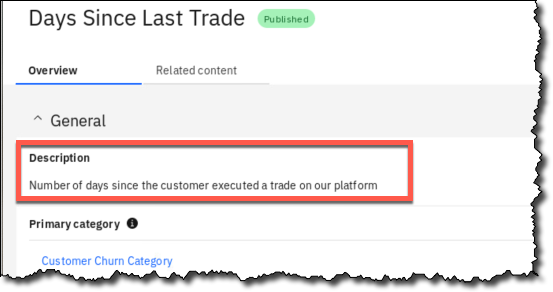 Days Since Last Trade Published
Overview Related content
General
Description
Number of days since the customer executed a trade on our platform
Primary category
Customer Churn Category